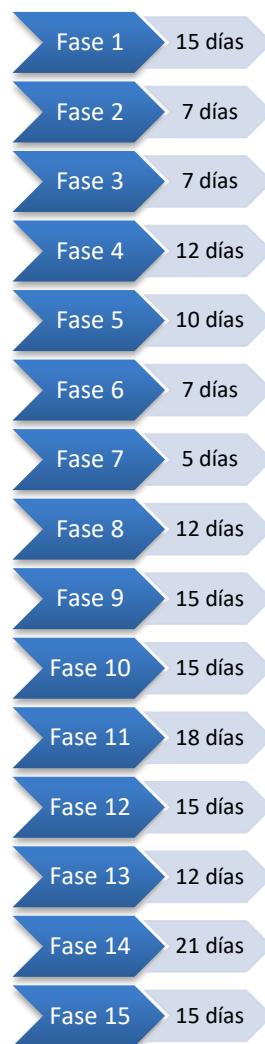 Fase 1 15 días
Fase 2 7 días
Fase 3 7 días
Fase 4 12 días
Fase 5 10 días
Fase 6 7 días
Fase 7 5 días
Fase 8 12 días
Fase 9 15 días
Fase 10 15 días
Fase 11 18 días
Fase 12 15 días
Fase 13 12 días
Fase 14 21 días
Fase 15 15 días